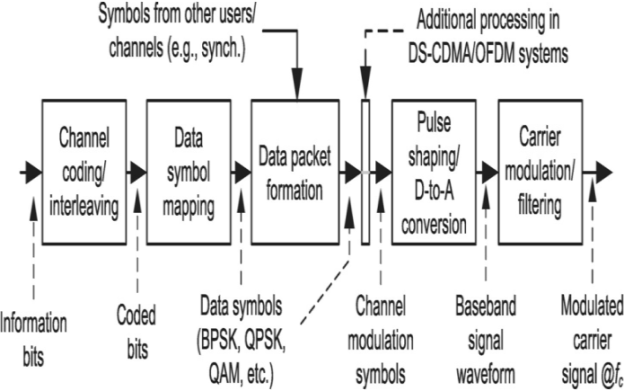 Symbols from other users/
channels (e.g., synch.)
Additional processing in
DS-CDMA/OFDM systems
Channel
coding/
interleaving
Data
symbol
mapping
Data packet
formation
Pulse
shaping/
D-to-A
conversion
Carrier
modulation/
filtering
Information
bits
Coded
bits
Data symbols
(BPSK, QPSK,
QAM, etc.)
Channel
modulation
symbols
Baseband
signal
waveform
Modulated
carrier
signal @fc